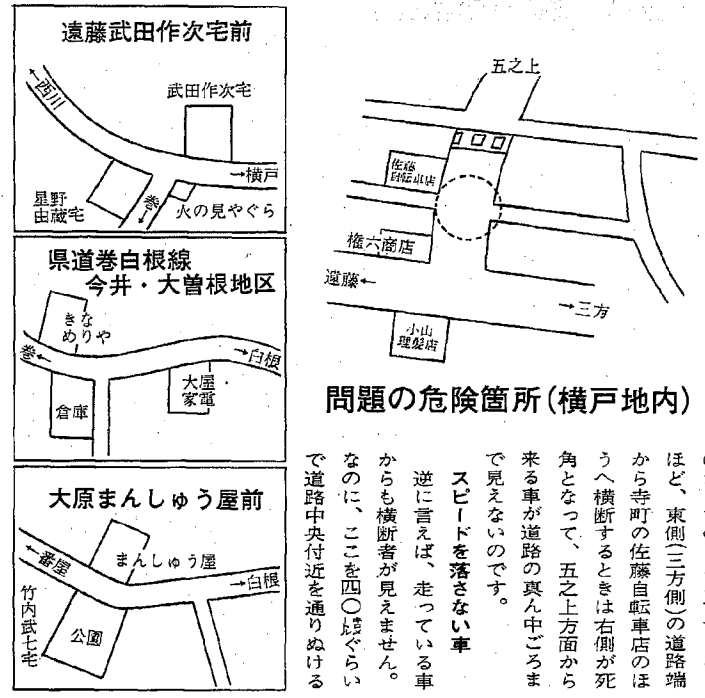 遠藤武田作次宅前
←西川
武田作次宅
→横戸
星野
由蔵宅
巻
火の見やぐら
県道巻白根線
今井・大曽根地区
きな
めりや
巻←
→白根
倉庫
大屋
家電
大原まんじゅう屋前
←番屋
まんじゅう屋
→白根
竹内武七宅
公園
五之上
佐藤
自転車店
権六商店
遠藤←
→三方
小山
理髪店
問題の危険箇所(横戸地内)
ほど、東側(三方側)の道路端
から寺町の佐藤自転車店のほ
うへ横断するときは右側が死
角となって、五之上方面から
来る車が道路の真ん中ごろま
で見えないのです。
スピードを落さない車
逆に言えば、走っている車
からも横断者が見えません。
なのに、ここを四〇㌔ぐらい
で道路中央付近を通りぬける